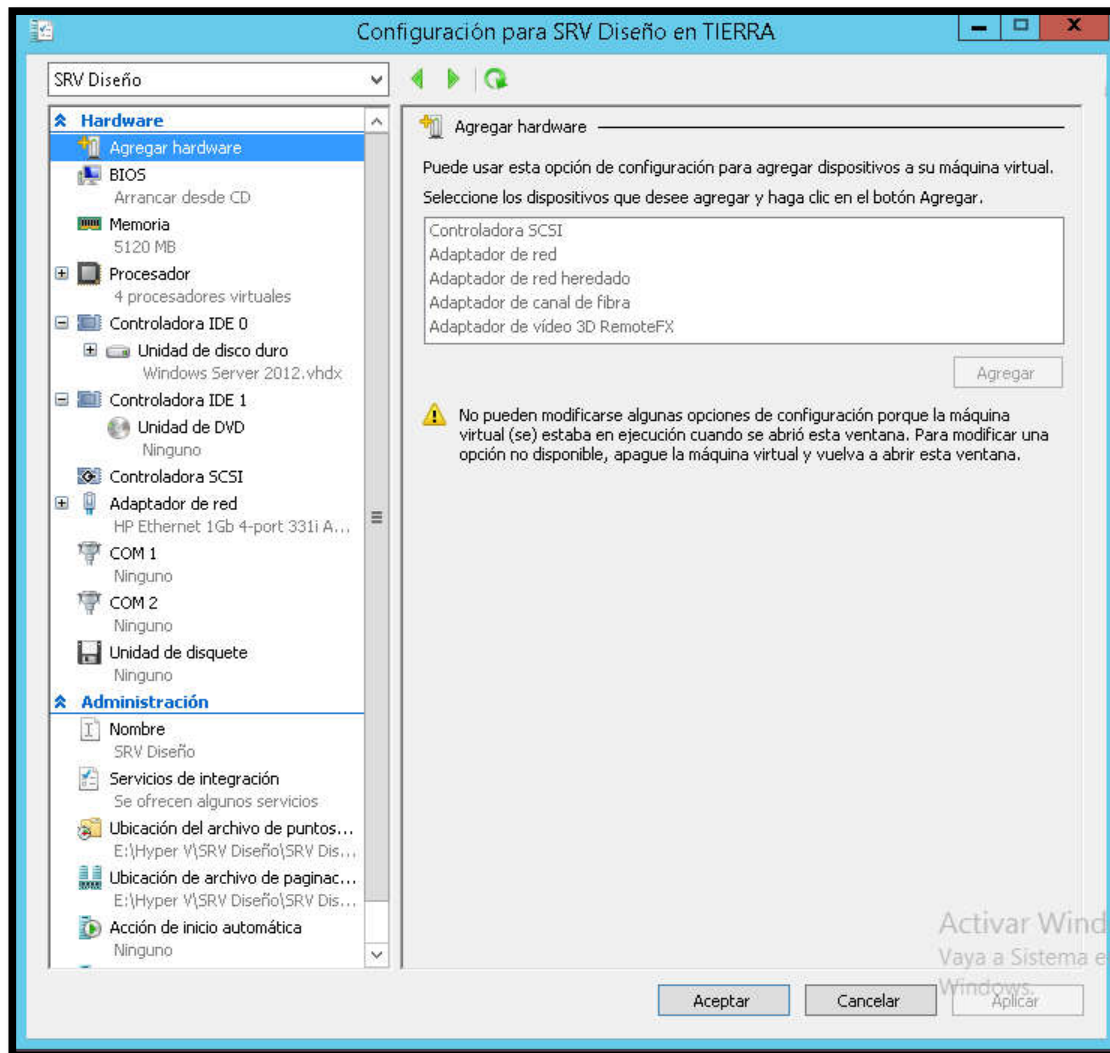 Configuración para SRV Diseño en TIERRA
SRV Diseño
Hardware
Agregar hardware
BIOS
Arrancar desde CD
Memoria
5120 MB
Procesador
4 procesadores virtuales
Controladora IDE 0
Unidad de disco duro
Windows Server 2012.vhdx
Controladora IDE 1
Unidad de DVD
Ninguno
Controladora SCSI
Adaptador de red
HP Ethernet 1Gb 4-port 331i A...
COM 1
Ninguno
COM 2
Ninguno
Unidad de disquete
Ninguno
Administración
Nombre
SRV Diseño
Servicios de integración
Se ofrecen algunos servicios
Ubicación del archivo de puntos...
E:\Hyper V\SRV Diseño\SRV Dis...
Ubicación de archivo de paginac...
E:\Hyper V\SRV Diseño\SRV Dis...
Acción de inicio automática
Ninguno
Agregar hardware
Puede usar esta opción de configuración para agregar dispositivos a su máquina virtual.
Seleccione los dispositivos que desee agregar y haga clic en el botón Agregar.
Controladora SCSI
Adaptador de red
Adaptador de red heredado
Adaptador de canal de fibra
Adaptador de vídeo 3D RemoteFX
Agregar
No pueden modificarse algunas opciones de configuración porque la máquina
virtual (se) estaba en ejecución cuando se abrió esta ventana. Para modificar una
opción no disponible, apague la máquina virtual y vuelva a abrir esta ventana.
Activar Wind
Vaya a Sistema e
Windows.
Aceptar
Cancelar
Aplicar